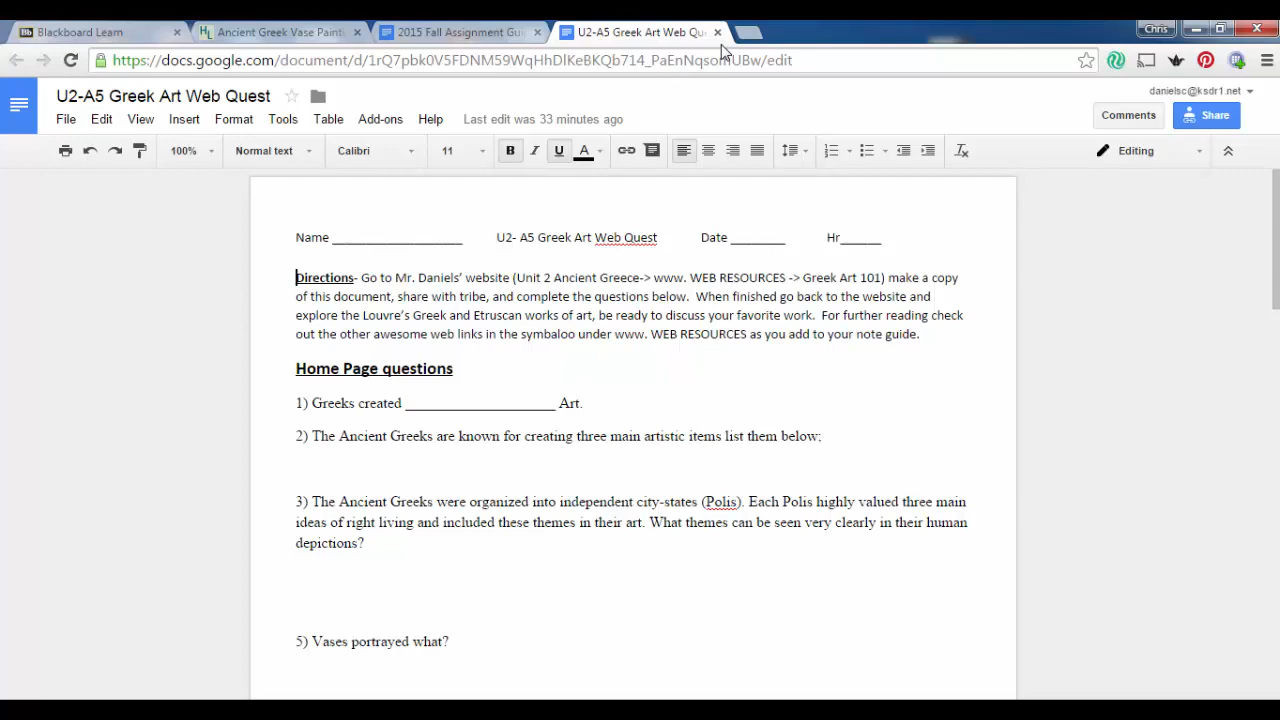 Blackboard Learn
Ancient Greek Vase Painti
2015 Fall Assignment Gui
U2-A5 Greek Art Web Que
Chris
U2-A5 Greek Art Web Quest
danielsc@ksdr1.net
File Edit View Insert Format Tools Table Add-ons Help Last edit was 33 minutes ago
Comments Share
100% Normal text Calibri 11 B I U A Editing
Name ____________________ U2- A5 Greek Art Web Quest Date ________ Hr______
Directions- Go to Mr. Daniels’ website (Unit 2 Ancient Greece-> www. WEB RESOURCES -> Greek Art 101) make a copy
of this document, share with tribe, and complete the questions below. When finished go back to the website and
explore the Louvre’s Greek and Etruscan works of art, be ready to discuss your favorite work. For further reading check
out the other awesome web links in the symbaloo under www. WEB RESOURCES as you add to your note guide.
Home Page questions
1) Greeks created ____________________ Art.
2) The Ancient Greeks are known for creating three main artistic items list them below;
3) The Ancient Greeks were organized into independent city-states (Polis). Each Polis highly valued three main
ideas of right living and included these themes in their art. What themes can be seen very clearly in their human
depictions?
5) Vases portrayed what?